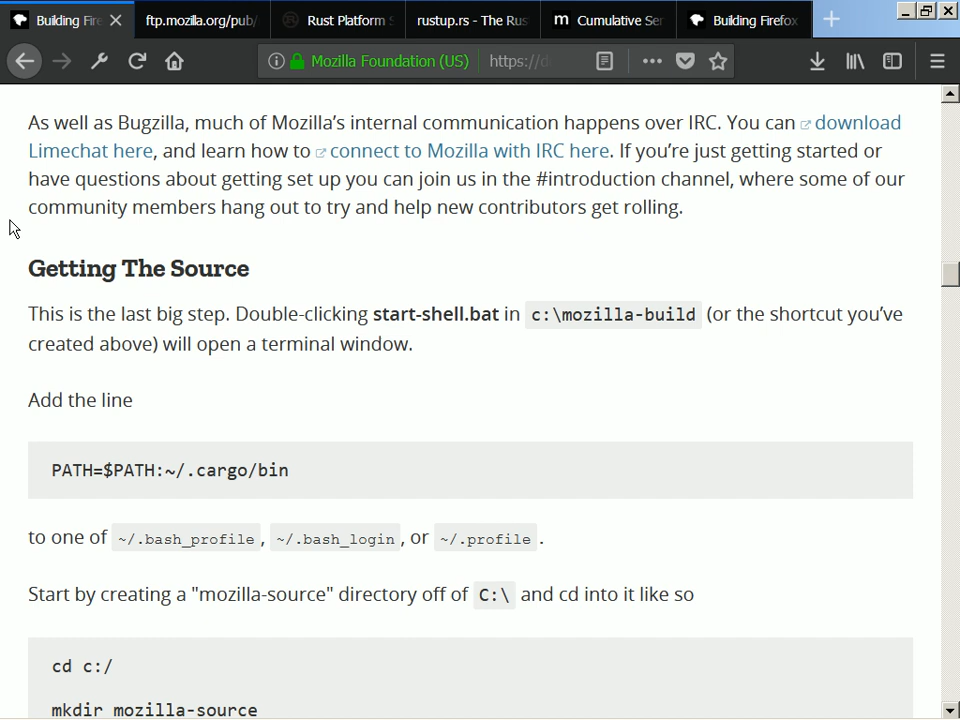 Building Fire
ftp.mozilla.org/pub/
Rust Platform S
rustup.rs - The Rus
m Cumulative Ser
Building Firefox
Mozilla Foundation (US) https://d
As well as Bugzilla, much of Mozilla’s internal communication happens over IRC. You can download
Limechat here, and learn how to connect to Mozilla with IRC here. If you’re just getting started or
have questions about getting set up you can join us in the #introduction channel, where some of our
community members hang out to try and help new contributors get rolling.
Getting The Source
This is the last big step. Double-clicking start-shell.bat in c:\mozilla-build (or the shortcut you’ve
created above) will open a terminal window.
Add the line
PATH=$PATH:~/.cargo/bin
to one of ~/.bash_profile, ~/.bash_login, or ~/.profile.
Start by creating a "mozilla-source" directory off of C:\ and cd into it like so
cd c:/
mkdir mozilla-source